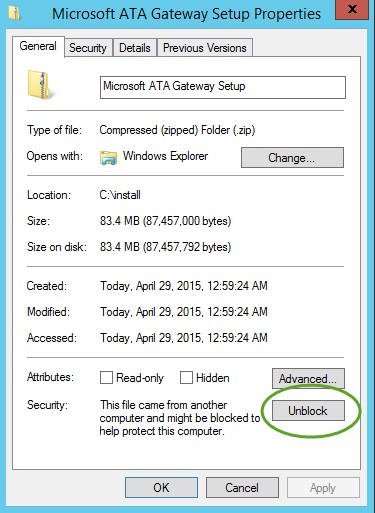 Microsoft ATA Gateway Setup Properties
x
General Security Details Previous Versions
Microsoft ATA Gateway Setup
Type of file: Compressed (zipped) Folder (.zip)
Opens with: Windows Explorer Change...
Location: C:\install
Size: 83.4 MB (87,457,000 bytes)
Size on disk: 83.4 MB (87,457,792 bytes)
Created: Today, April 29, 2015, 12:59:24 AM
Modified: Today, April 29, 2015, 12:59:24 AM
Accessed: Today, April 29, 2015, 12:59:24 AM
Attributes: Read-only Hidden Advanced...
Security: This file came from another Unblock
computer and might be blocked to
help protect this computer.
OK Cancel Apply